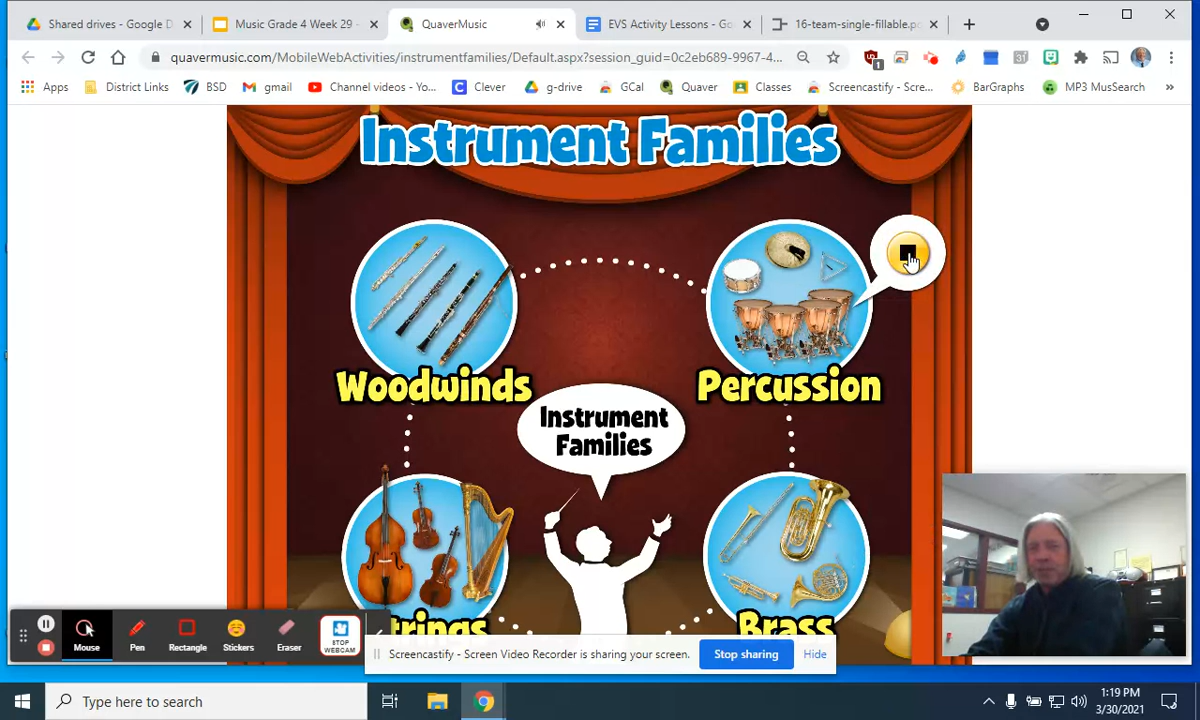 Shared drives - Google D
Music Grade 4 Week 29 -
QuaverMusic
EVS Activity Lessons - Go
16-team-single-fillable.pd
quavermusic.com/MobileWebActivities/instrumentfamilies/Default.aspx?session_guid=0c2eb689-9967-4...
1
31
Apps
District Links
BSD
gmail
Channel videos - Yo...
Clever
g-drive
GCal
Quaver
Classes
Screencastify - Scre...
BarGraphs
MP3 MusSearch
»
Instrument Families
Woodwinds
Percussion
Instrument
Families
trings
Brass
Mouse
Pen
Rectangle
Stickers
Eraser
STOP
WEBCAM
Screencastify - Screen Video Recorder is sharing your screen.
Stop sharing
Hide
Type here to search
1:19 PM
3/30/2021